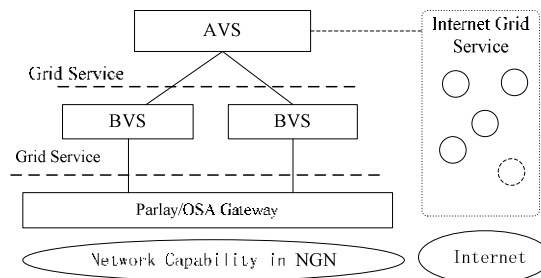 AVS
Internet Grid
Service
Grid Service
BVS
BVS
Grid Service
Parlay/OSA Gateway
Network Capability in NGN
Internet